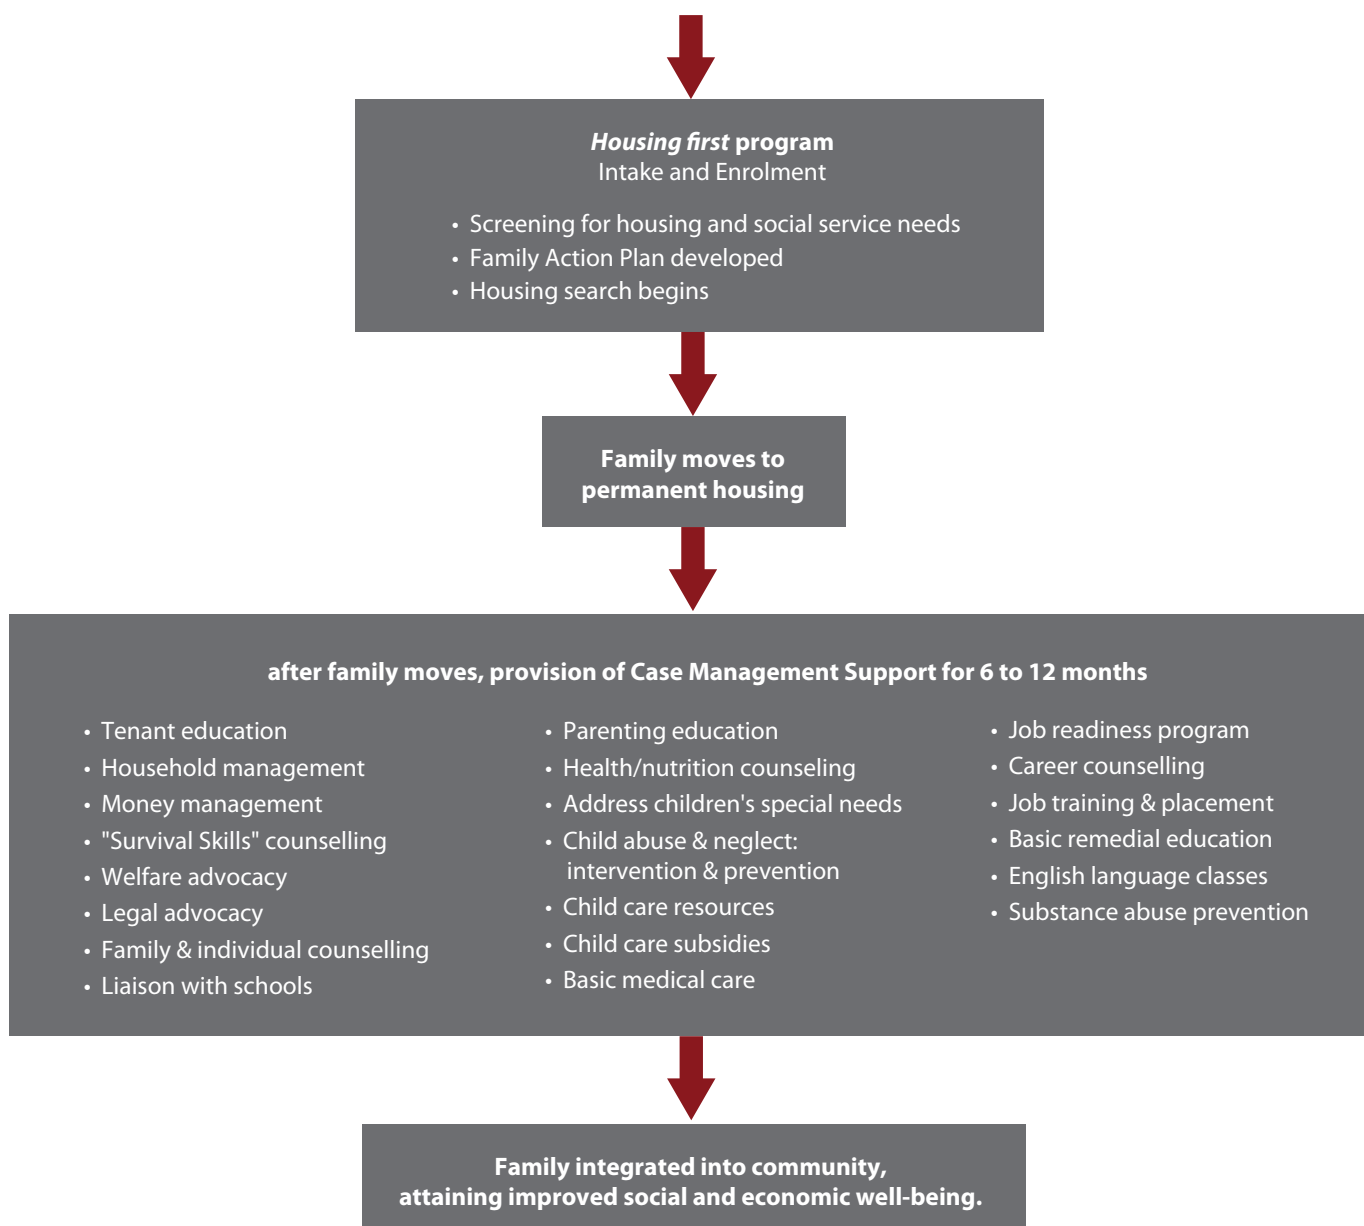 Housing first program
Intake and Enrolment
• Screening for housing and social service needs
• Family Action Plan developed
• Housing search begins
Family moves to
permanent housing
after family moves, provision of Case Management Support for 6 to 12 months
• Tenant education
• Household management
• Money management
• "Survival Skills" counselling
• Welfare advocacy
• Legal advocacy
• Family & individual counselling
• Liaison with schools
• Parenting education
• Health/nutrition counseling
• Address children's special needs
• Child abuse & neglect:
intervention & prevention
• Child care resources
• Child care subsidies
• Basic medical care
• Job readiness program
• Career counselling
• Job training & placement
• Basic remedial education
• English language classes
• Substance abuse prevention
Family integrated into community,
attaining improved social and economic well-being.